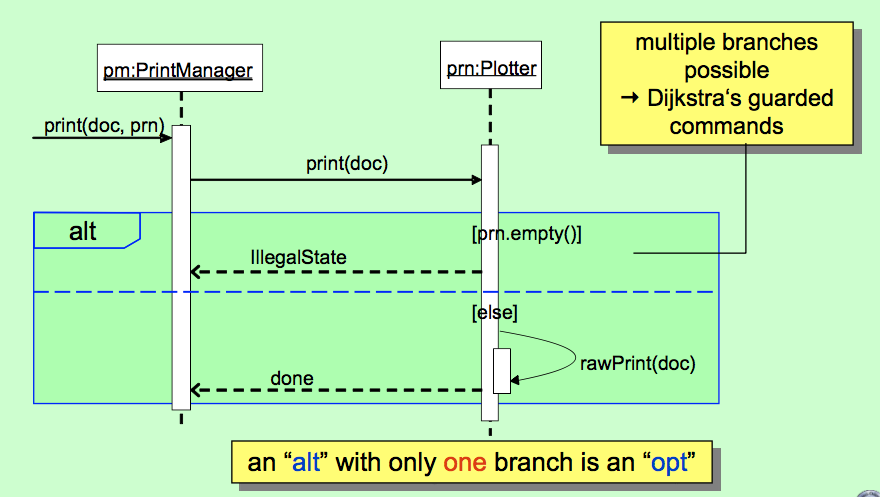 multiple branches
possible
→ Dijkstra‘s guarded
commands
pm:PrintManager
prn:Plotter
print(doc, prn)
print(doc)
alt
[prn.empty()]
IllegalState
[else]
rawPrint(doc)
done
an “alt” with only one branch is an “opt”